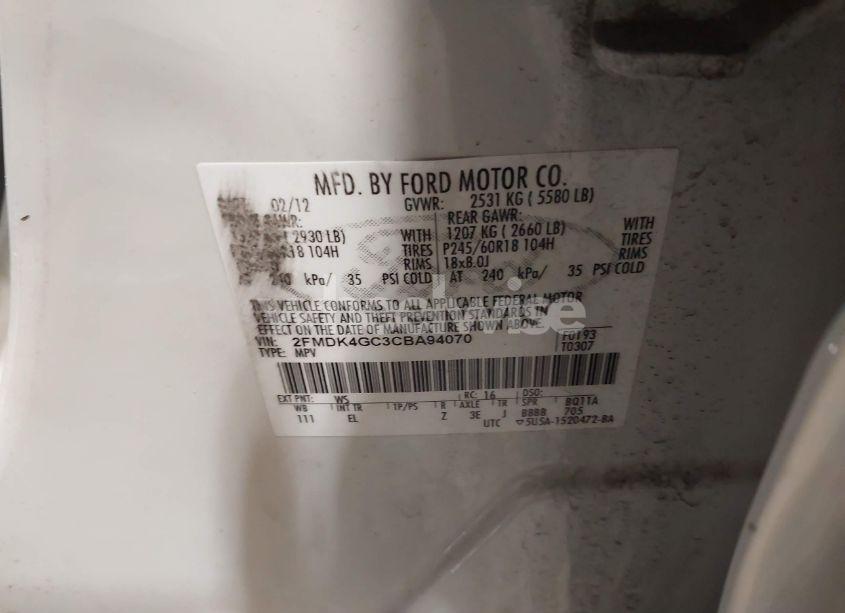 MFD. BY FORD MOTOR CO.
02/12 GVWR: 2531 KG ( 5580 LB)
REAR GAWR:
( 2930 LB) WITH 1207 KG ( 2660 LB) WITH
18 104H TIRES P245/60R18 104H TIRES
RIMS 18x8.0J RIMS
240 kPa/ 35 PSI COLD AT 240 kPa/ 35 PSI COLD
THIS VEHICLE CONFORMS TO ALL APPLICABLE FEDERAL MOTOR
VEHICLE SAFETY AND THEFT PREVENTION STANDARDS IN
EFFECT ON THE DATE OF MANUFACTURE SHOWN ABOVE.
VIN: 2FMDK4GC3CBA94070 F0193
TYPE: MPV T0307
EXT PNT: WS RC: 16 DSO:
WB INT TR TP/PS R AXLE TR SPR BQ11A
111 EL Z 3E J BBBB 705
UTC 5U5A-1520472-BA